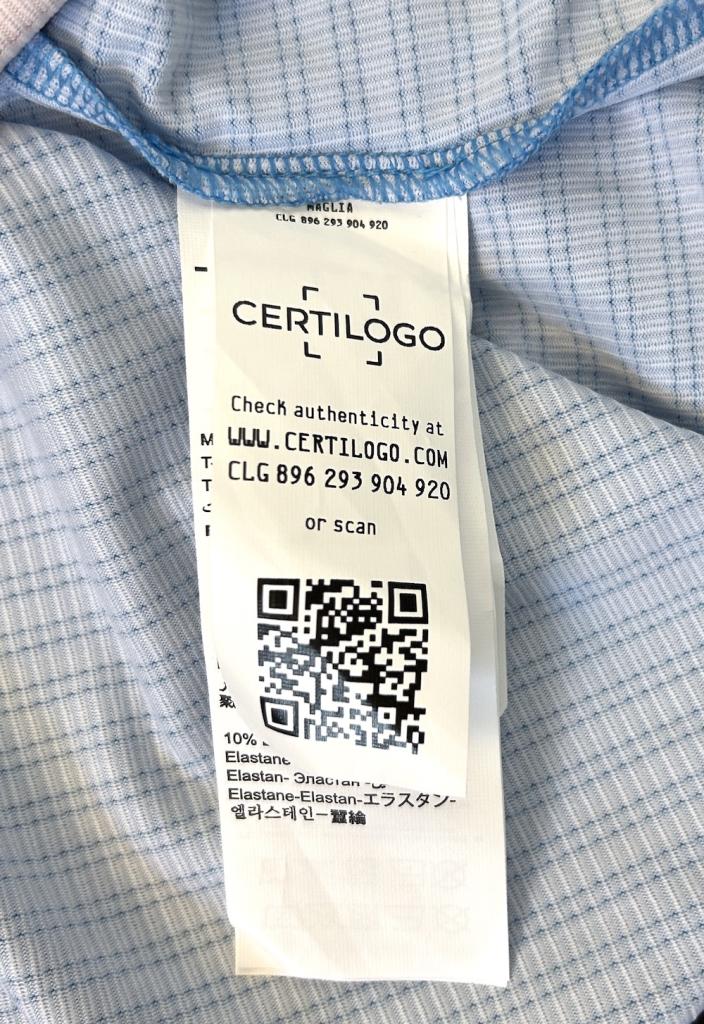 MAGLIA
CLG 896 293 904 920
CERTILOGO
Check authenticity at
WWW.CERTILOGO.COM
CLG 896 293 904 920
or scan
10%
Elastane
Elastan- Эластан -
Elastane-Elastan-エラスタン-
엘라스테인-